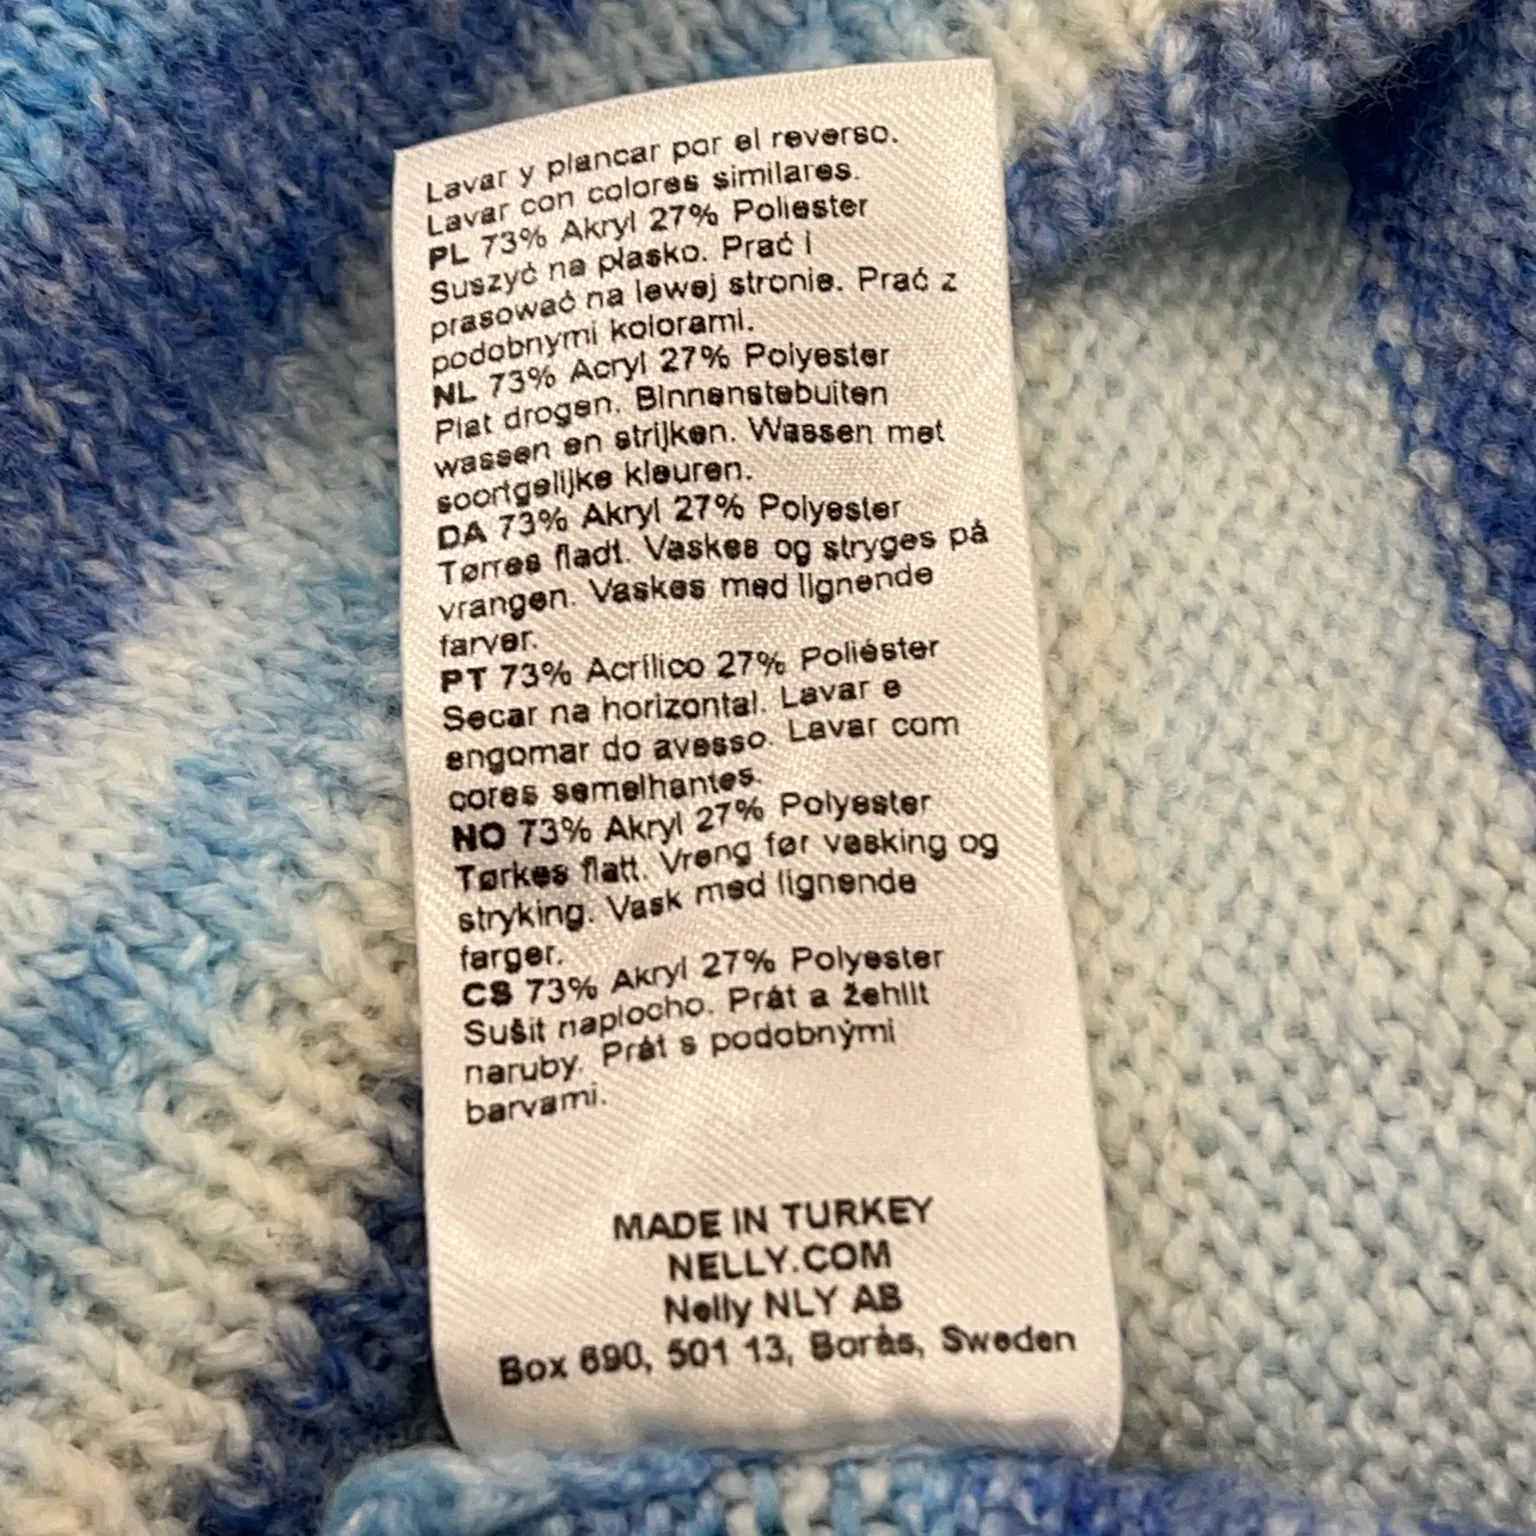 Lavar y plancar por el reverso.
Lavar con colores similares.
PL 73% Akryl 27% Poliester
Suszyć na płasko. Prać i
prasować na lewej stronie. Prać z
podobnymi kolorami.
NL 73% Acryl 27% Polyester
Plat drogen. Binnenstebuiten
wassen en strijken. Wassen met
soortgelijke kleuren.
DA 73% Akryl 27% Polyester
Tørres fladt. Vaskes og stryges på
vrangen. Vaskes med lignende
farver.
PT 73% Acrílico 27% Poliéster
Secar na horizontal. Lavar e
engomar do avesso. Lavar com
cores semelhantes.
NO 73% Akryl 27% Polyester
Tørkes flatt. Vreng før vasking og
stryking. Vask med lignende
farger.
CS 73% Akryl 27% Polyester
Sušit naplocho. Prát a žehlit
naruby. Prát s podobnými
barvami.
MADE IN TURKEY
NELLY.COM
Nelly NLY AB
Box 690, 501 13, Borås, Sweden